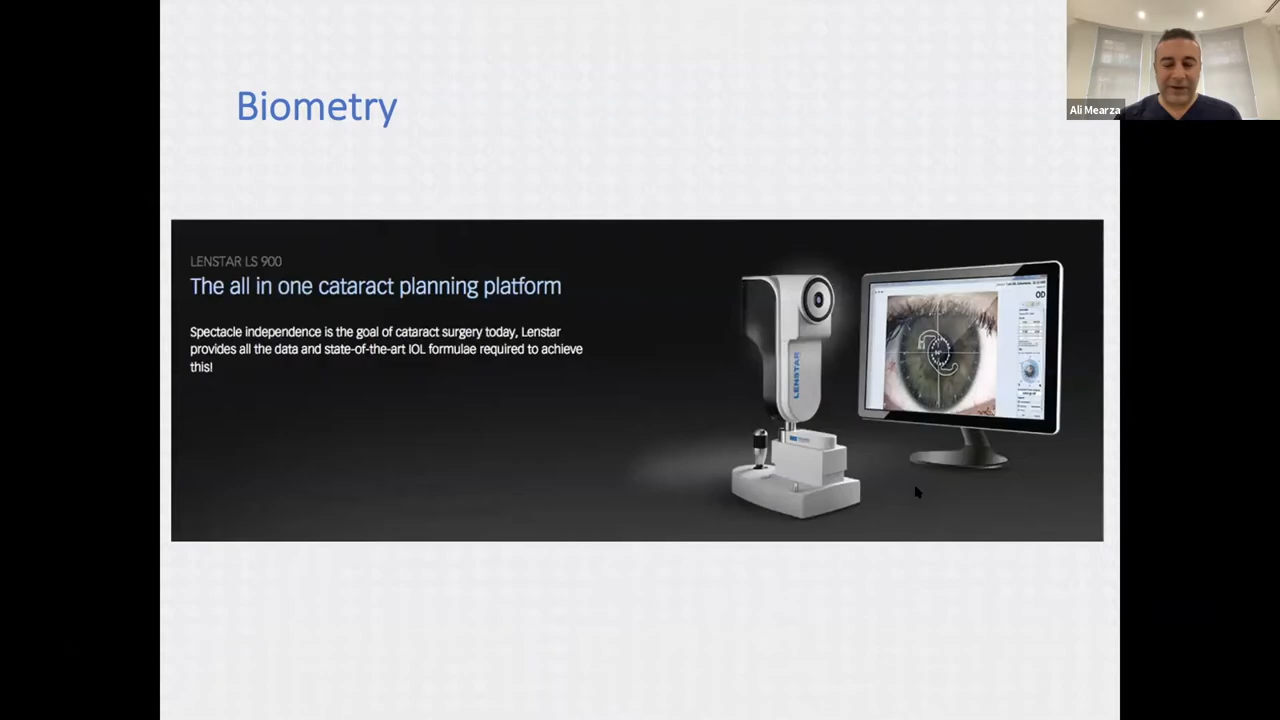 Biometry
Ali Mearza
LENSTAR LS 900
The all in one cataract planning platform
Spectacle independence is the goal of cataract surgery today, Lenstar
provides all the data and state-of-the-art IOL formulae required to achieve
this!
LENSTAR
OD